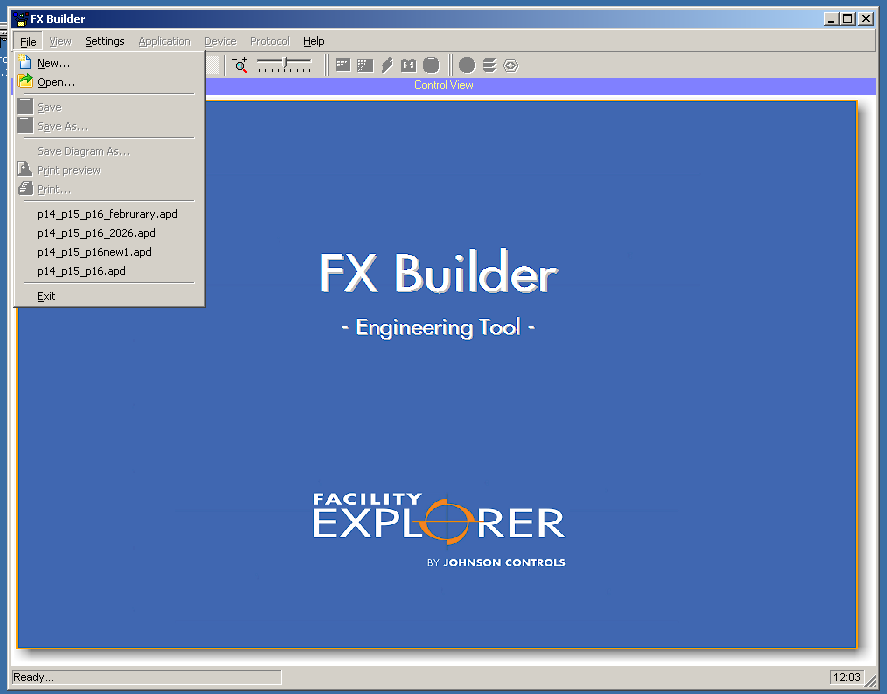 FX Builder
File View Settings Application Device Protocol Help
New...
Open...
Control View
Save
Save As...
Save Diagram As...
Print preview
Print...
p14_p15_p16_februrary.apd
p14_p15_p16_2026.apd
p14_p15_p16new1.apd
p14_p15_p16.apd
Exit
FX Builder
- Engineering Tool -
FACILITY
EXPLORER
BY JOHNSON CONTROLS
Ready... 12:03